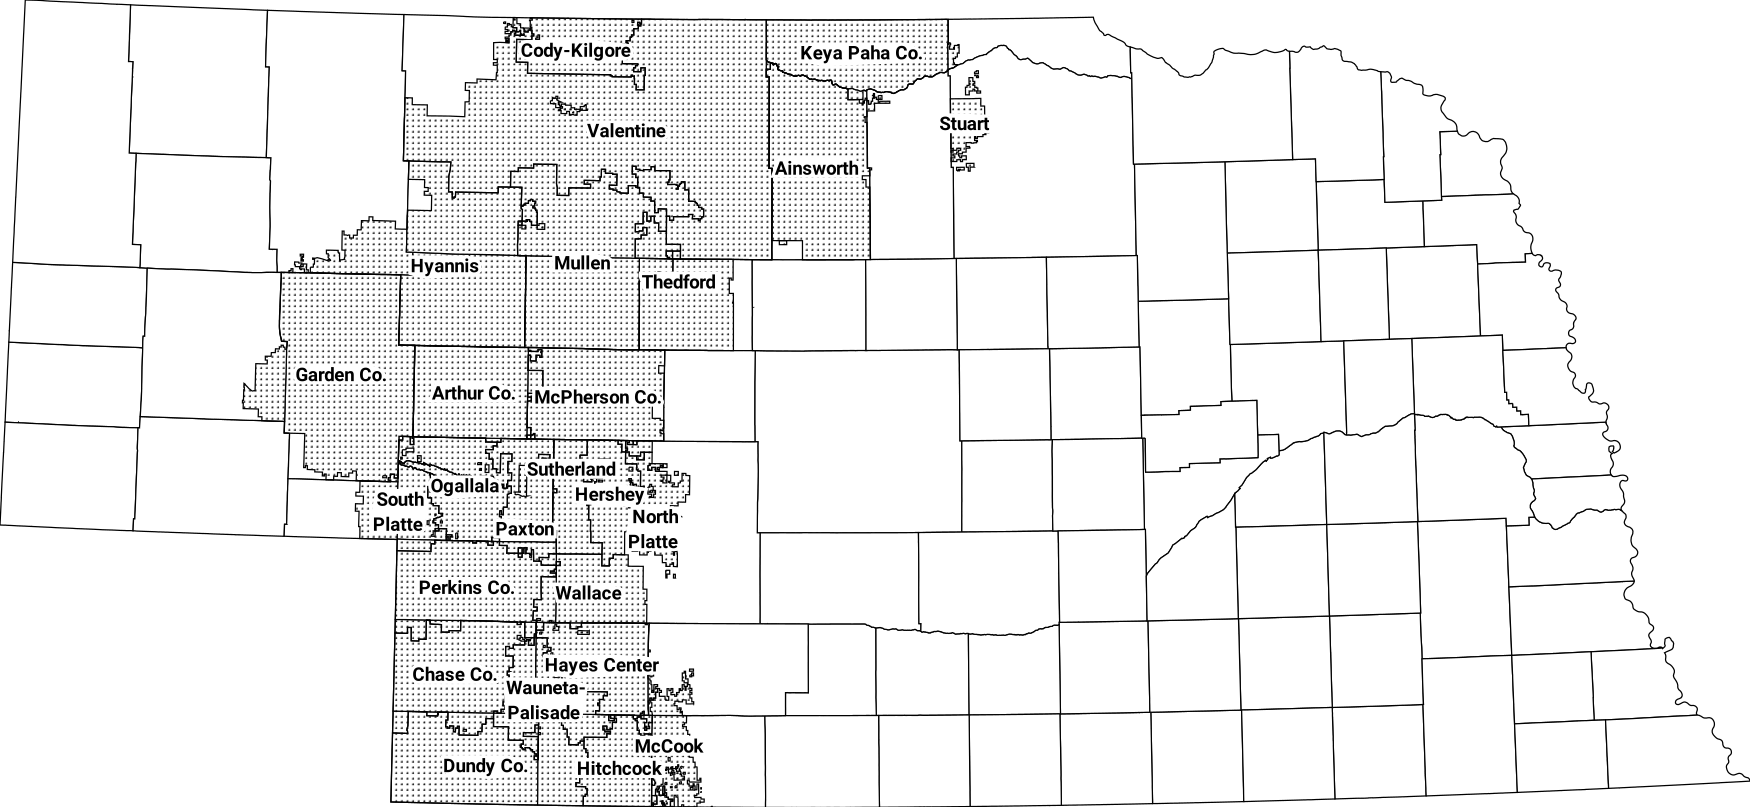 Cody-Kilgore
Keya Paha Co.
Valentine
Stuart
Ainsworth
Hyannis
Mullen
Thedford
Garden Co.
Arthur Co.
McPherson Co.
Sutherland
Ogallala
Hershey
South
Platte
North
Platte
Paxton
Perkins Co.
Wallace
Hayes Center
Chase Co.
Wauneta-
Palisade
McCook
Dundy Co.
Hitchcock